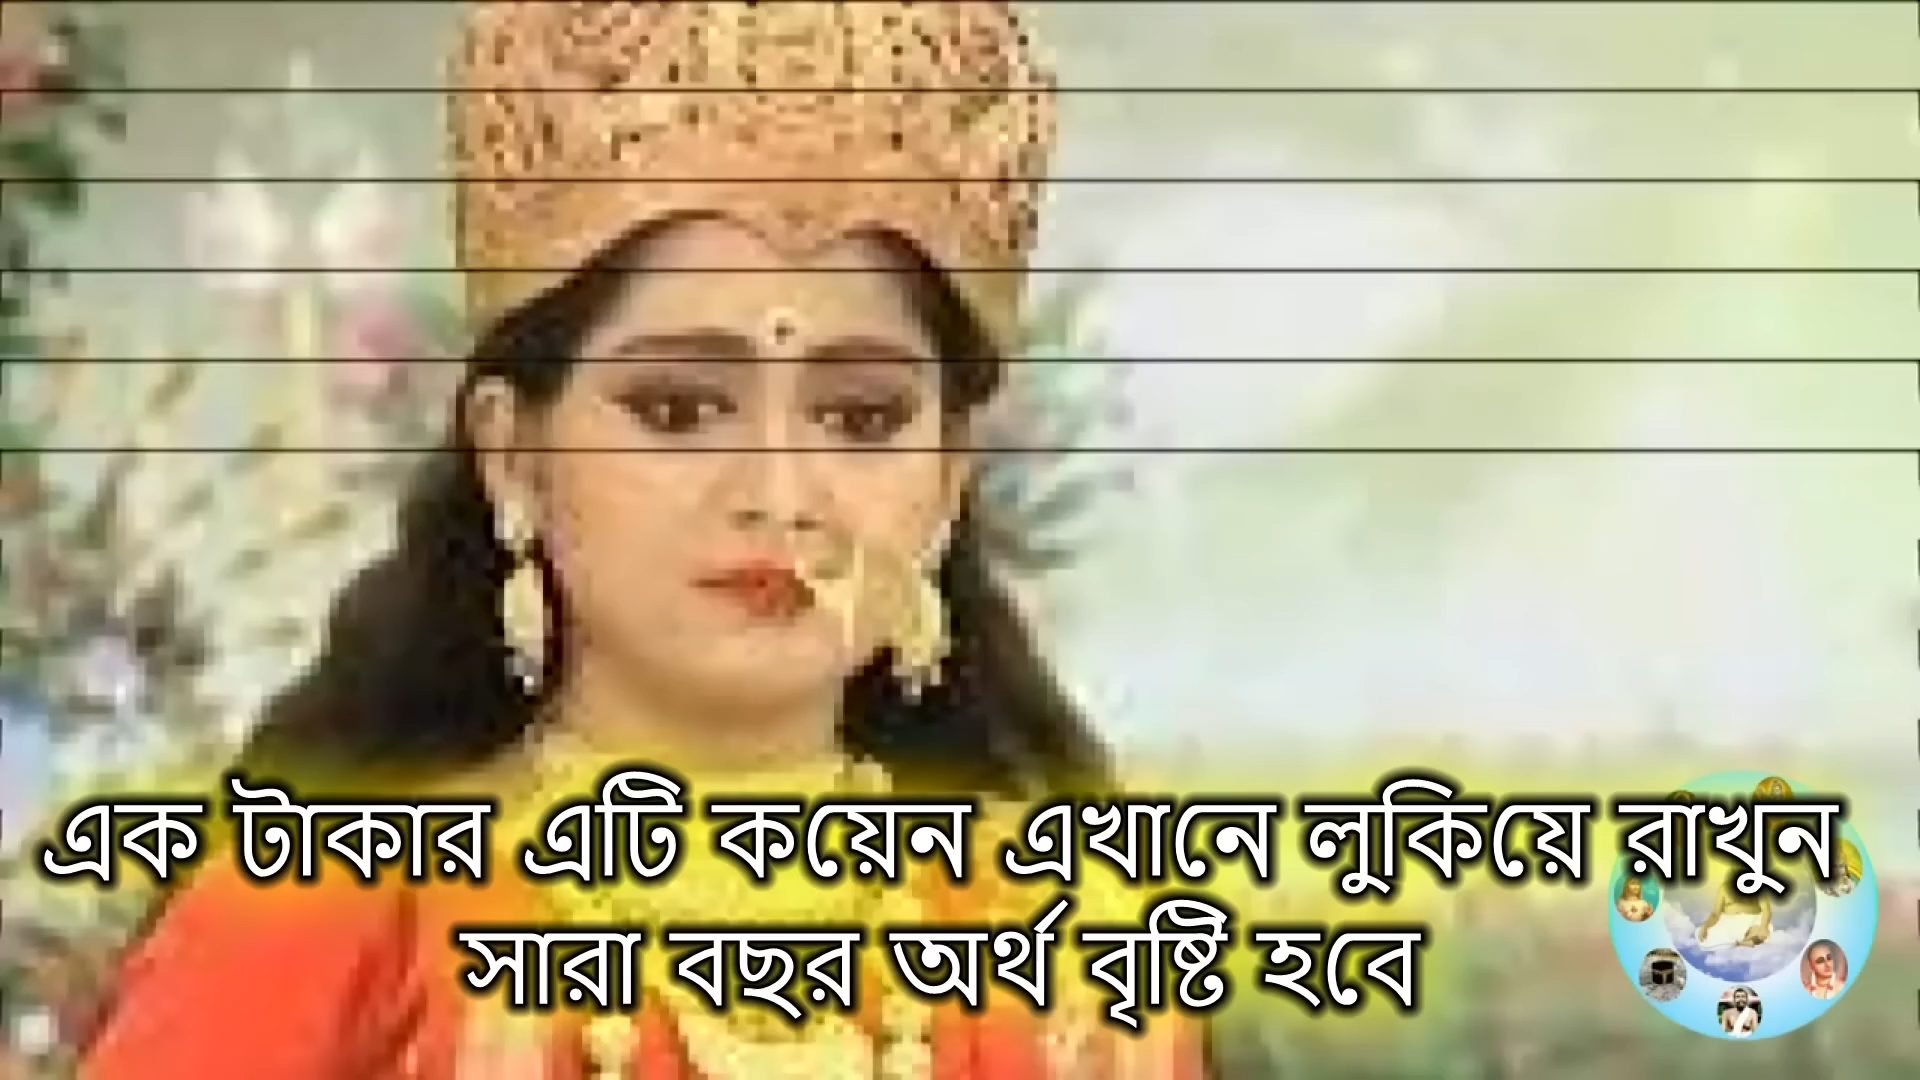 এক টাকার এটি কয়েন এখানে লুকিয়ে রাখুন
সারা বছর অর্থ বৃষ্টি হবে